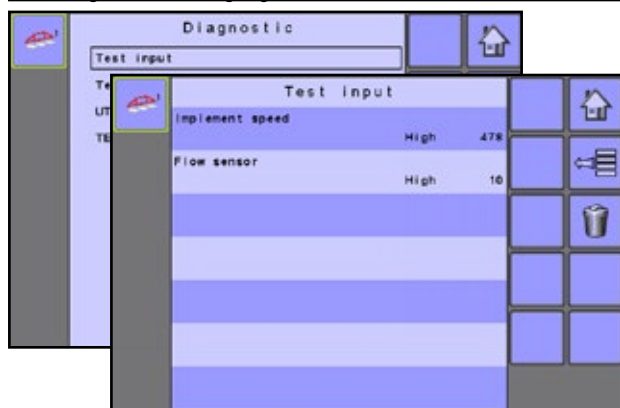 Diagnostic
Test input
Te
UT
TE
Test input
Implement speed
High 478
Flow sensor
High 10